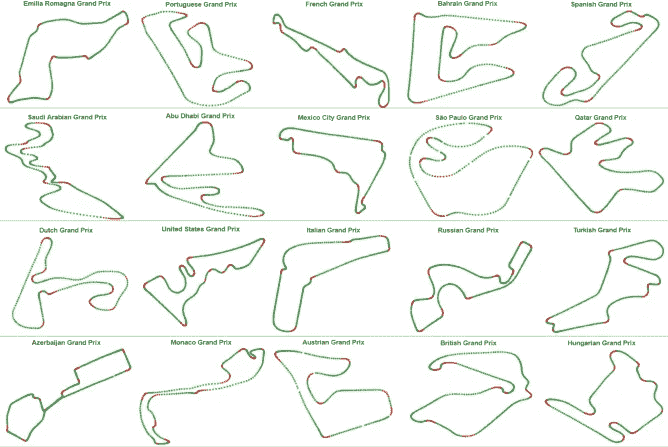 Emilia Romagna Grand Prix
Portuguese Grand Prix
French Grand Prix
Bahrain Grand Prix
Spanish Grand Prix
Saudi Arabian Grand Prix
Abu Dhabi Grand Prix
Mexico City Grand Prix
São Paulo Grand Prix
Qatar Grand Prix
Dutch Grand Prix
United States Grand Prix
Italian Grand Prix
Russian Grand Prix
Turkish Grand Prix
Azerbaijan Grand Prix
Monaco Grand Prix
Austrian Grand Prix
British Grand Prix
Hungarian Grand Prix